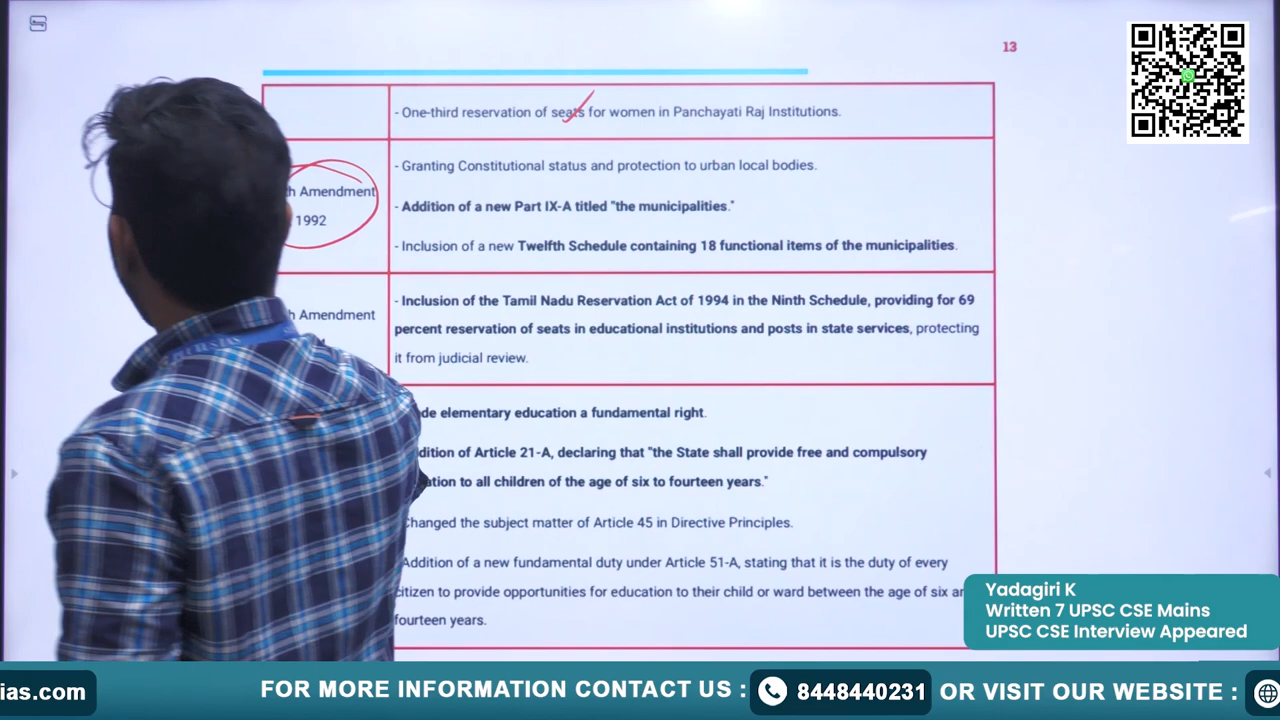 13
- One-third reservation of seats for women in Panchayati Raj Institutions.
- Granting Constitutional status and protection to urban local bodies.
th Amendment
1992
- Addition of a new Part IX-A titled "the municipalities."
- Inclusion of a new Twelfth Schedule containing 18 functional items of the municipalities.
- Inclusion of the Tamil Nadu Reservation Act of 1994 in the Ninth Schedule, providing for 69
h Amendment
percent reservation of seats in educational institutions and posts in state services, protecting
it from judicial review.
de elementary education a fundamental right.
dition of Article 21-A, declaring that "the State shall provide free and compulsory
ation to all children of the age of six to fourteen years."
Changed the subject matter of Article 45 in Directive Principles.
Addition of a new fundamental duty under Article 51-A, stating that it is the duty of every
citizen to provide opportunities for education to their child or ward between the age of six an
fourteen years.
Yadagiri K
Written 7 UPSC CSE Mains
UPSC CSE Interview Appeared
ias.com FOR MORE INFORMATION CONTACT US : 8448440231 OR VISIT OUR WEBSITE :